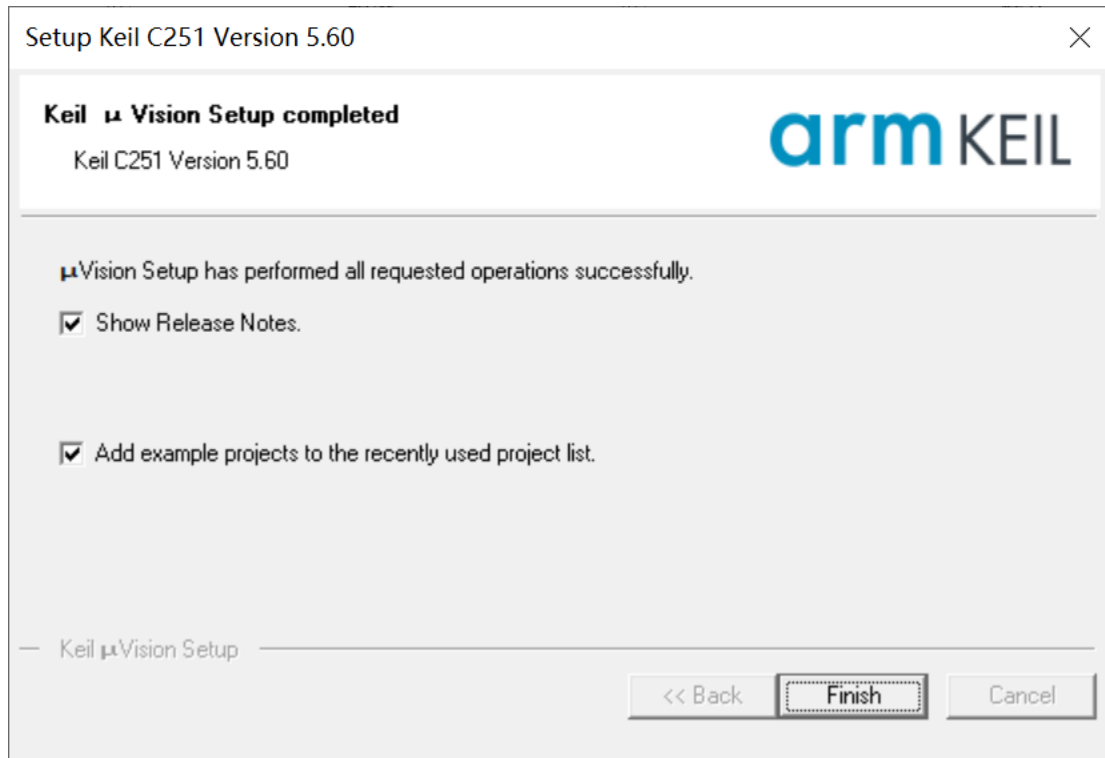 Setup Keil C251 Version 5.60
Keil μ Vision Setup completed
Keil C251 Version 5.60
arm KEIL
μVision Setup has performed all requested operations successfully.
Show Release Notes.
Add example projects to the recently used project list.
Keil μVision Setup
<< Back
Finish
Cancel